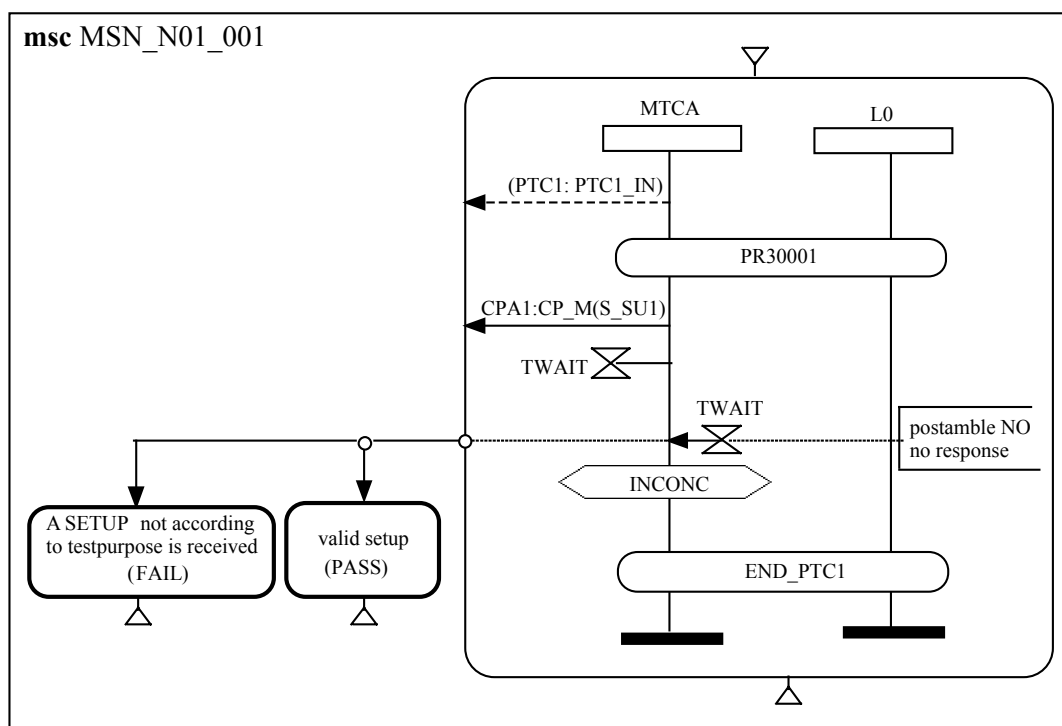 msc MSN_N01_001
MTCA
L0
(PTC1: PTC1_IN)
PR30001
CPA1:CP_M(S_SU1)
TWAIT
TWAIT
postamble NO
no response
INCONC
A SETUP not according
to testpurpose is received
(FAIL)
valid setup
(PASS)
END_PTC1